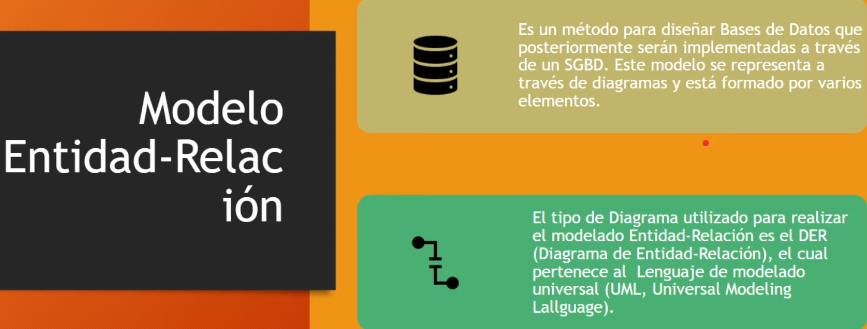 Modelo
Entidad-Relac
ión
Es un método para diseñar Bases de Datos que
posteriormente serán implementadas a través
de un SGBD. Este modelo se representa a
través de diagramas y está formado por varios
elementos.
El tipo de Diagrama utilizado para realizar
el modelado Entidad-Relación es el DER
(Diagrama de Entidad-Relación), el cual
pertenece al  Lenguaje de modelado
universal (UML, Universal Modeling
Lallguage).